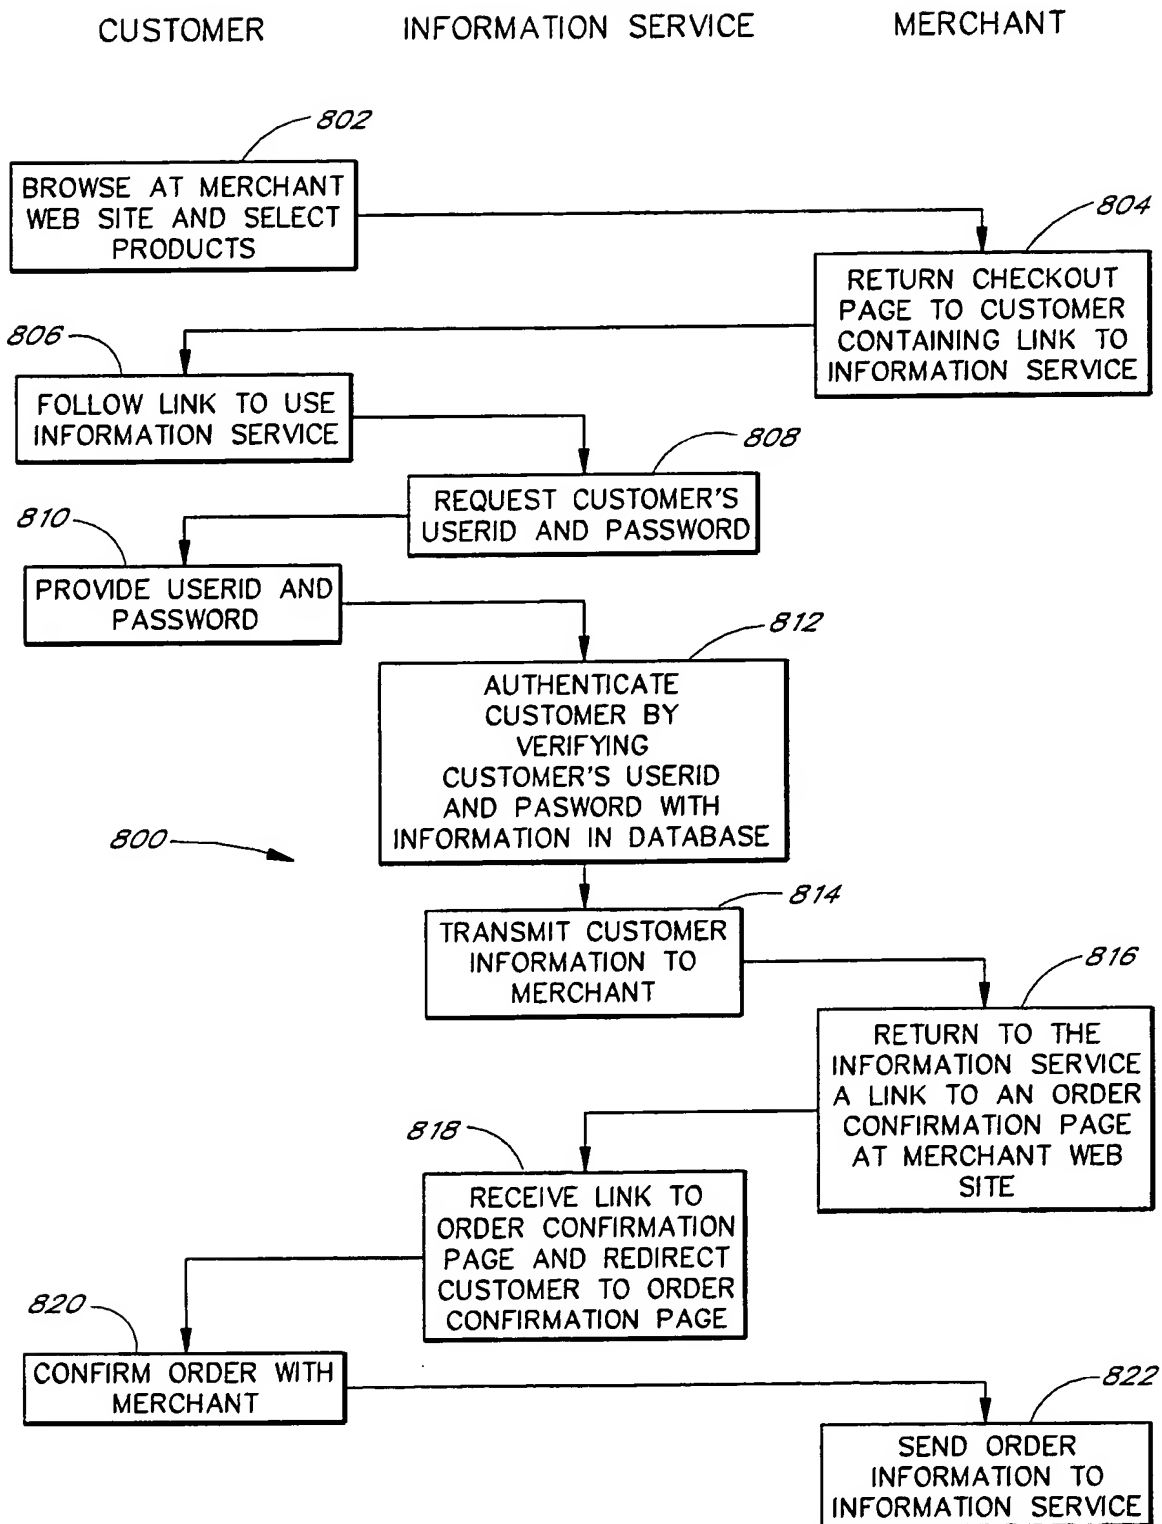 CUSTOMER INFORMATION SERVICE MERCHANT
802
BROWSE AT MERCHANT
WEB SITE AND SELECT
PRODUCTS
804
RETURN CHECKOUT
PAGE TO CUSTOMER
CONTAINING LINK TO
INFORMATION SERVICE
806
FOLLOW LINK TO USE
INFORMATION SERVICE
808
REQUEST CUSTOMER'S
USERID AND PASSWORD
810
PROVIDE USERID AND
PASSWORD
812
AUTHENTICATE
CUSTOMER BY
VERIFYING
CUSTOMER'S USERID
AND PASWORD WITH
INFORMATION IN DATABASE
800
814
TRANSMIT CUSTOMER
INFORMATION TO
MERCHANT
816
RETURN TO THE
INFORMATION SERVICE
A LINK TO AN ORDER
CONFIRMATION PAGE
AT MERCHANT WEB
SITE
818
RECEIVE LINK TO
ORDER CONFIRMATION
PAGE AND REDIRECT
CUSTOMER TO ORDER
CONFIRMATION PAGE
820
CONFIRM ORDER WITH
MERCHANT
822
SEND ORDER
INFORMATION TO
INFORMATION SERVICE